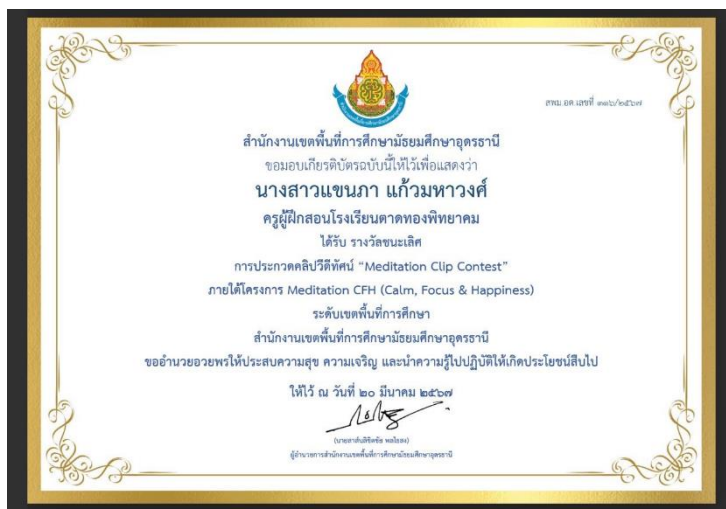 สพม.อด.เลขที่ ๓๓๖/๒๕๖๗
สำนักงานเขตพื้นที่การศึกษามัธยมศึกษาอุดรธานี
ขอมอบเกียรติบัตรฉบับนี้ให้ไว้เพื่อแสดงว่า
นางสาวแขนภา แก้วมหาวงศ์
ครูผู้ฝึกสอนโรงเรียนตาดทองพิทยาคม
ได้รับ รางวัลชนะเลิศ
การประกวดคลิปวีดีทัศน์ “Meditation Clip Contest”
ภายใต้โครงการ Meditation CFH (Calm, Focus & Happiness)
ระดับเขตพื้นที่การศึกษา
สำนักงานเขตพื้นที่การศึกษามัธยมศึกษาอุดรธานี
ขออำนวยอวยพรให้ประสบความสุข ความเจริญ และนำความรู้ไปปฏิบัติให้เกิดประโยชน์สืบไป
ให้ไว้ ณ วันที่ ๒๐ มีนาคม ๒๕๖๗
ผู้อำนวยการสำนักงานเขตพื้นที่การศึกษามัธยมศึกษาอุดรธานี